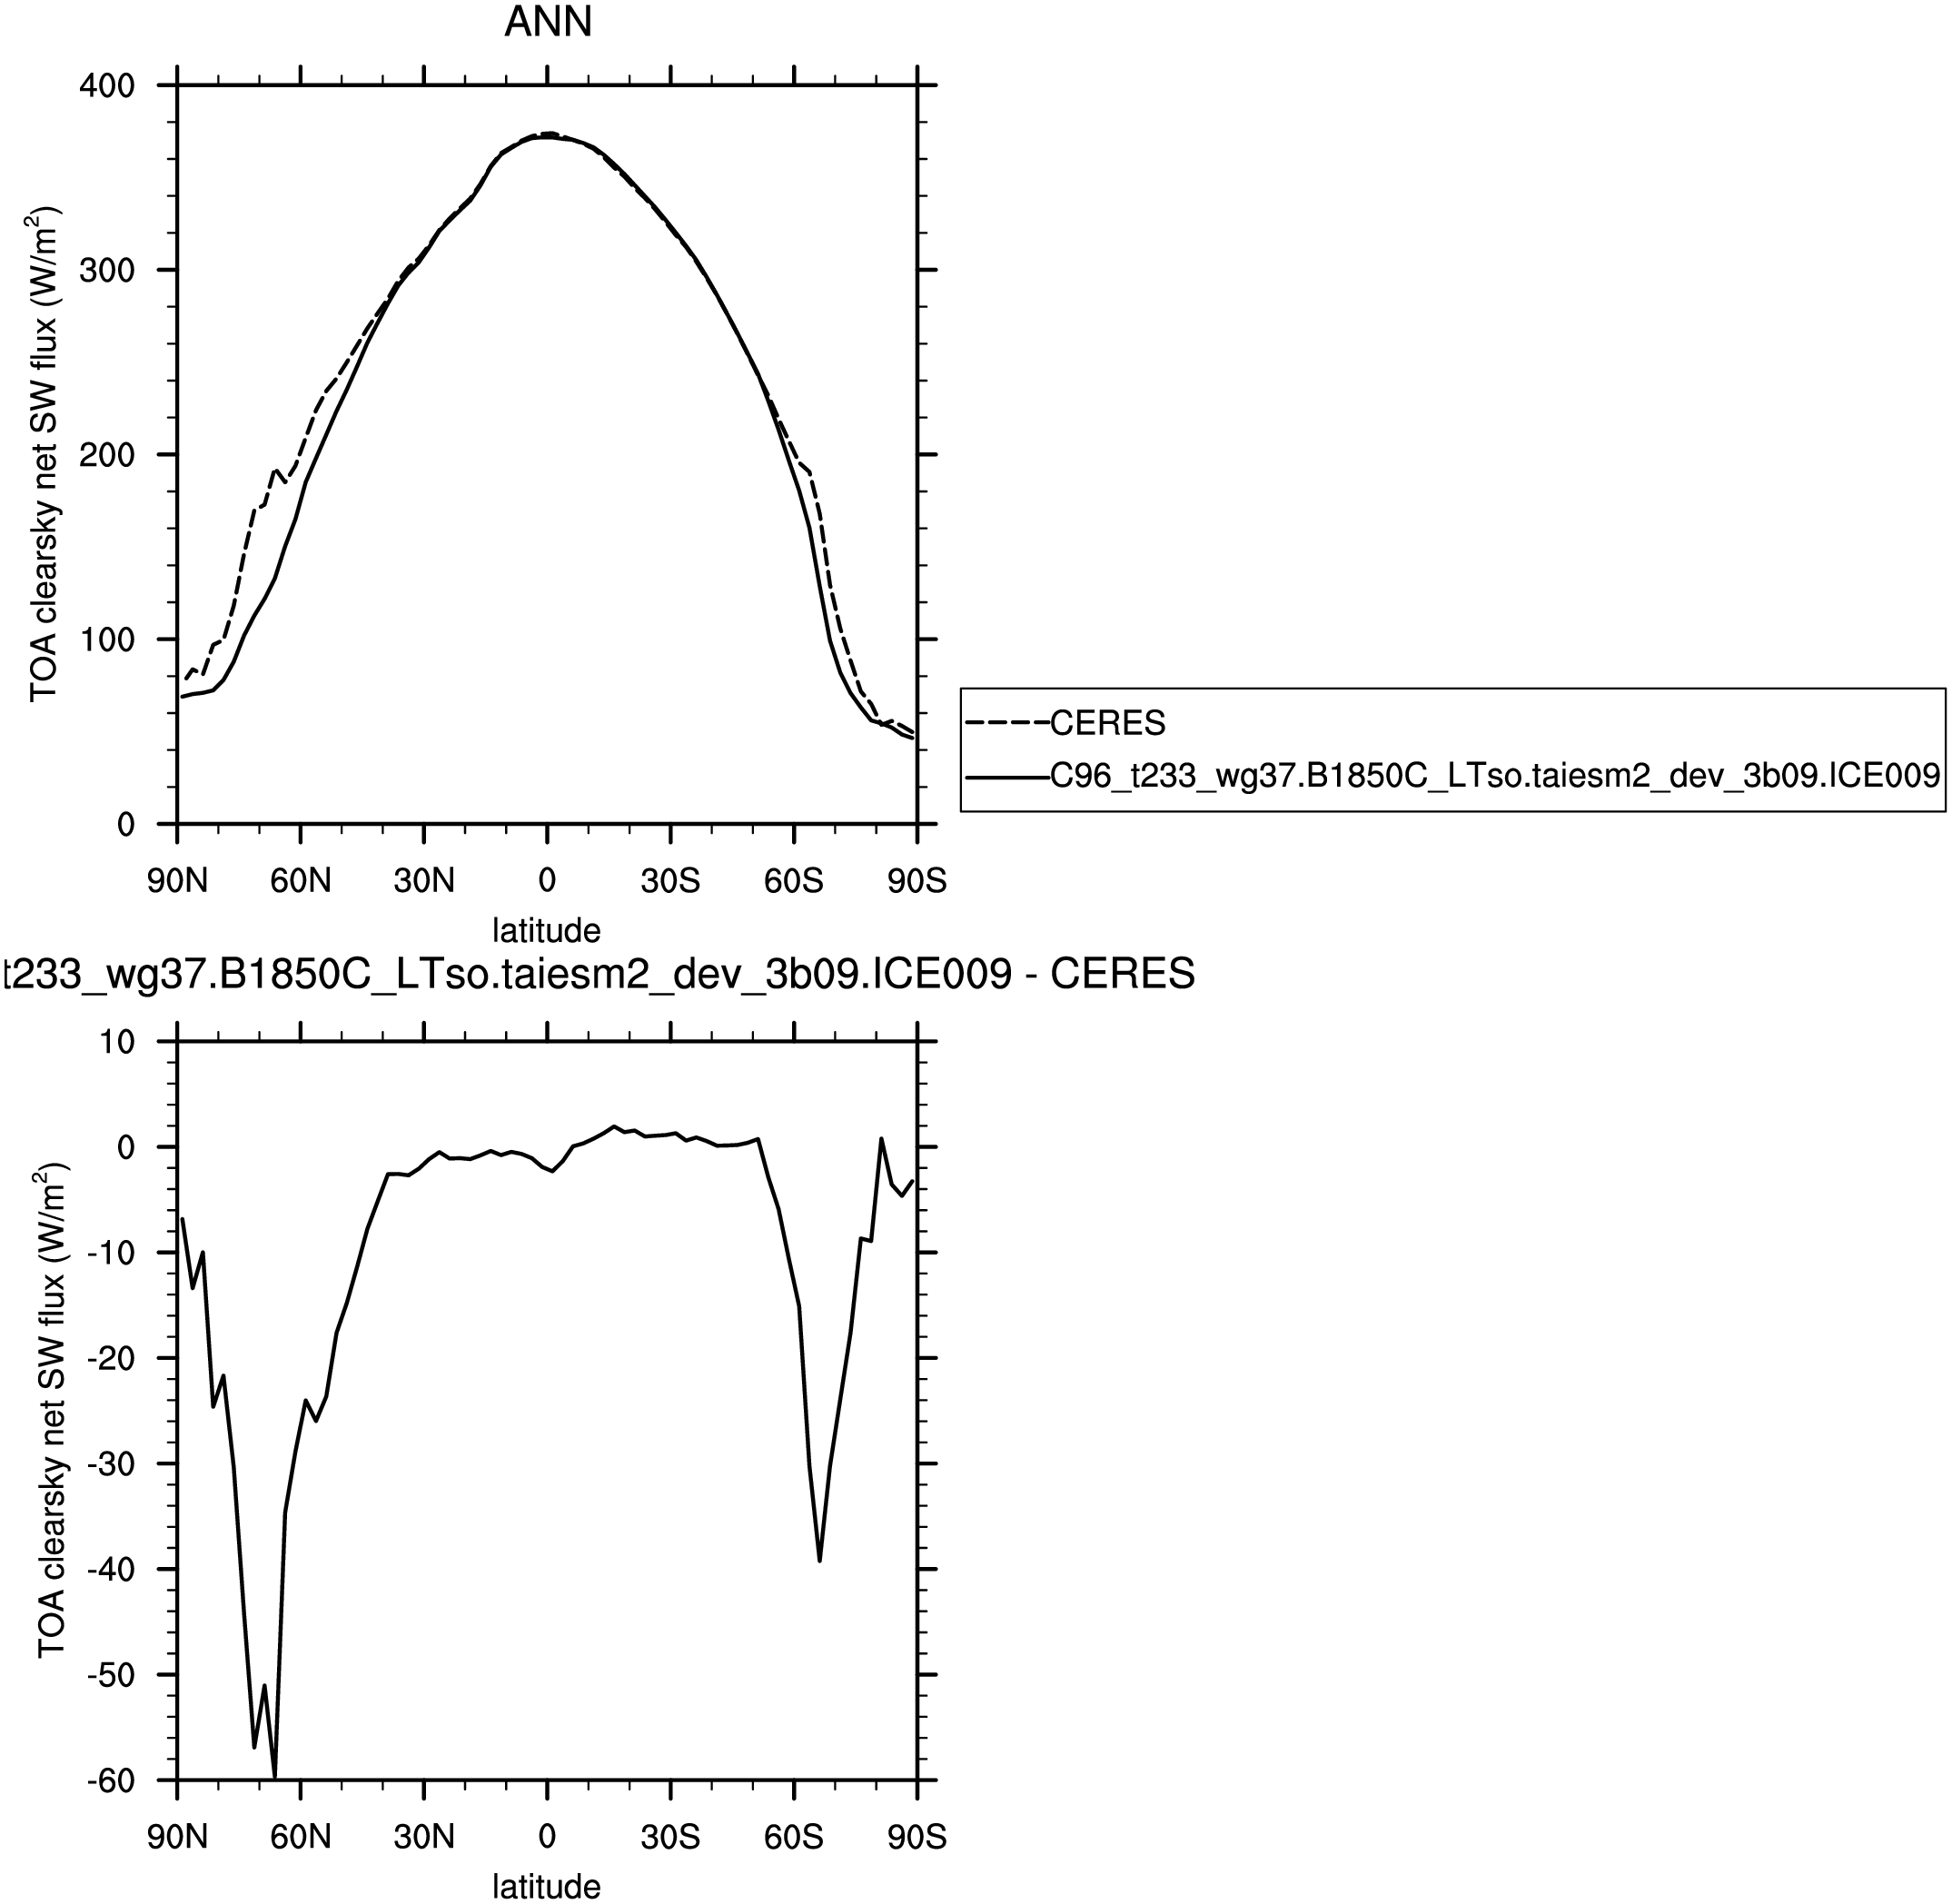 ANN
TOA clearsky net SW flux (W/m²)
400
300
200
100
0
90N 60N 30N 0 30S 60S 90S
latitude
CERES
C96_t233_wg37.B1850C_LTso.taiesm2_dev_3b09.ICE009
t233_wg37.B1850C_LTso.taiesm2_dev_3b09.ICE009 - CERES
TOA clearsky net SW flux (W/m²)
10
0
-10
-20
-30
-40
-50
-60
90N 60N 30N 0 30S 60S 90S
latitude